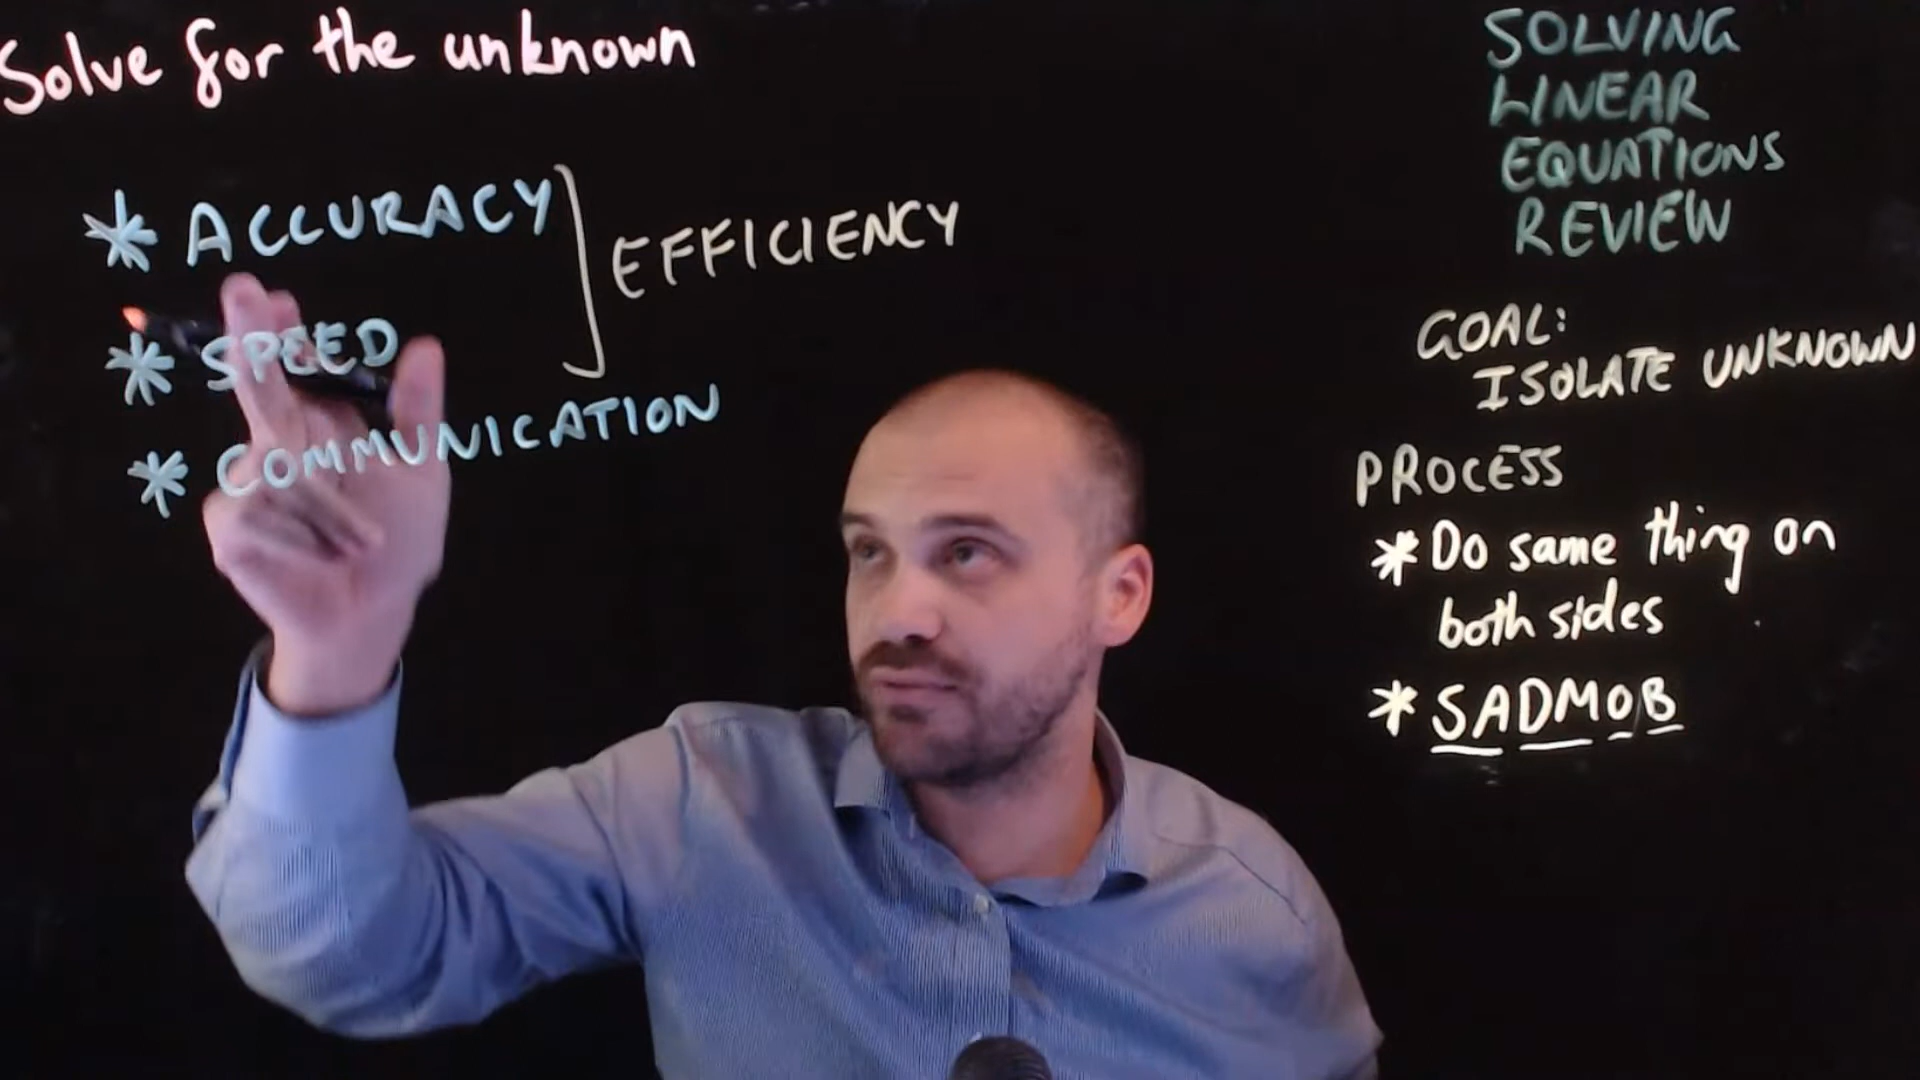 Solve for the unknown
* ACCURACY
* SPEED
* COMMUNICATION
EFFICIENCY
SOLVING
LINEAR
EQUATIONS
REVIEW
GOAL:
ISOLATE UNKNOWN
PROCESS
* Do same thing on
both sides
* SADMOB